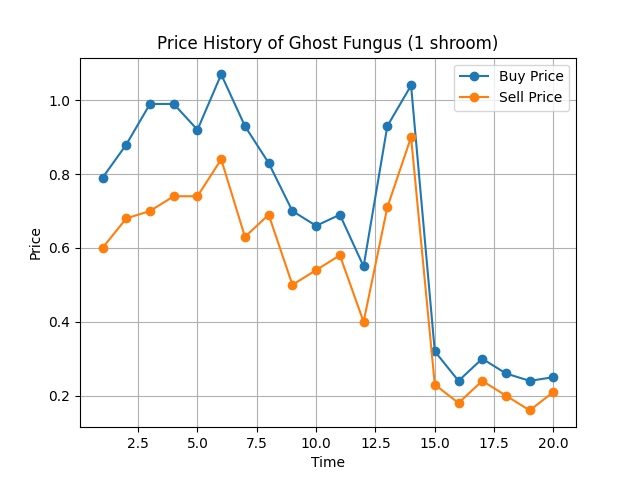 Price History of Ghost Fungus (1 shroom)
Buy Price
Sell Price
Price
1.0
0.8
0.6
0.4
0.2
2.5 5.0 7.5 10.0 12.5 15.0 17.5 20.0
Time